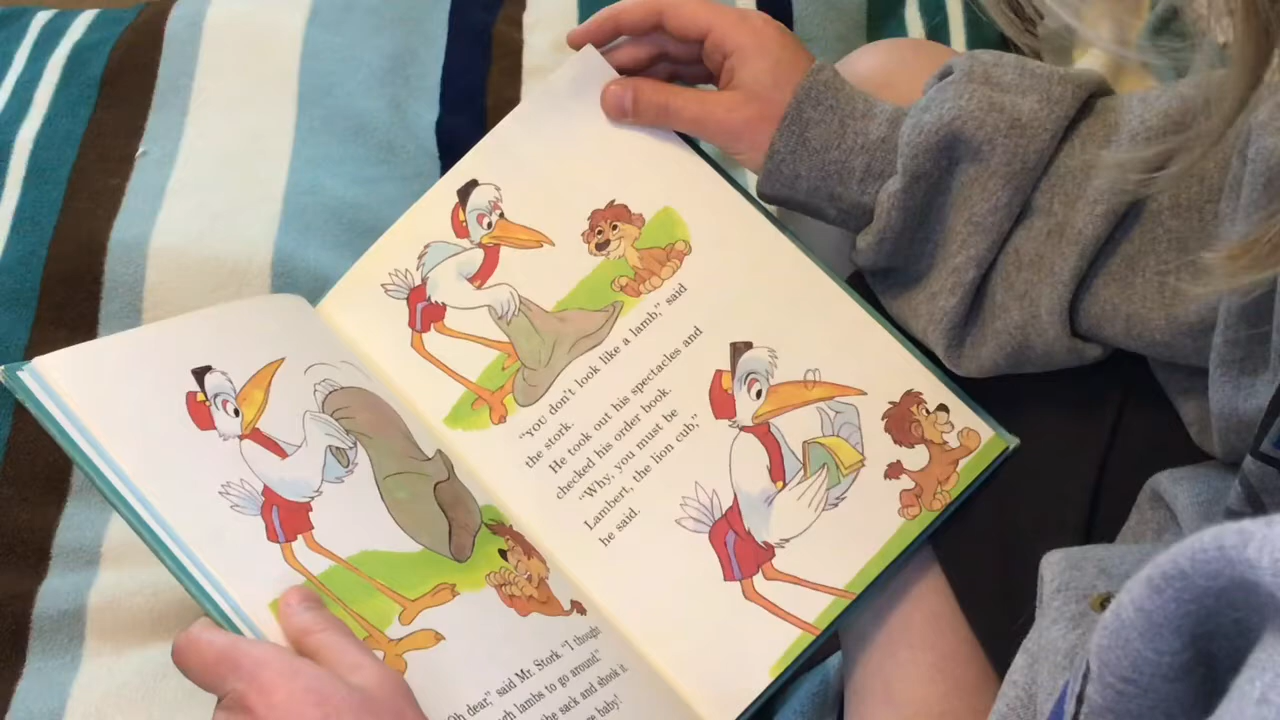 Oh dear," said Mr. Stork. "I thought
lambs to go around."
the sack and shook it.
baby!
"you don't look like a lamb," said
the stork.
He took out his spectacles and
checked his order book.
"Why, you must be
Lambert, the lion cub,"
he said.